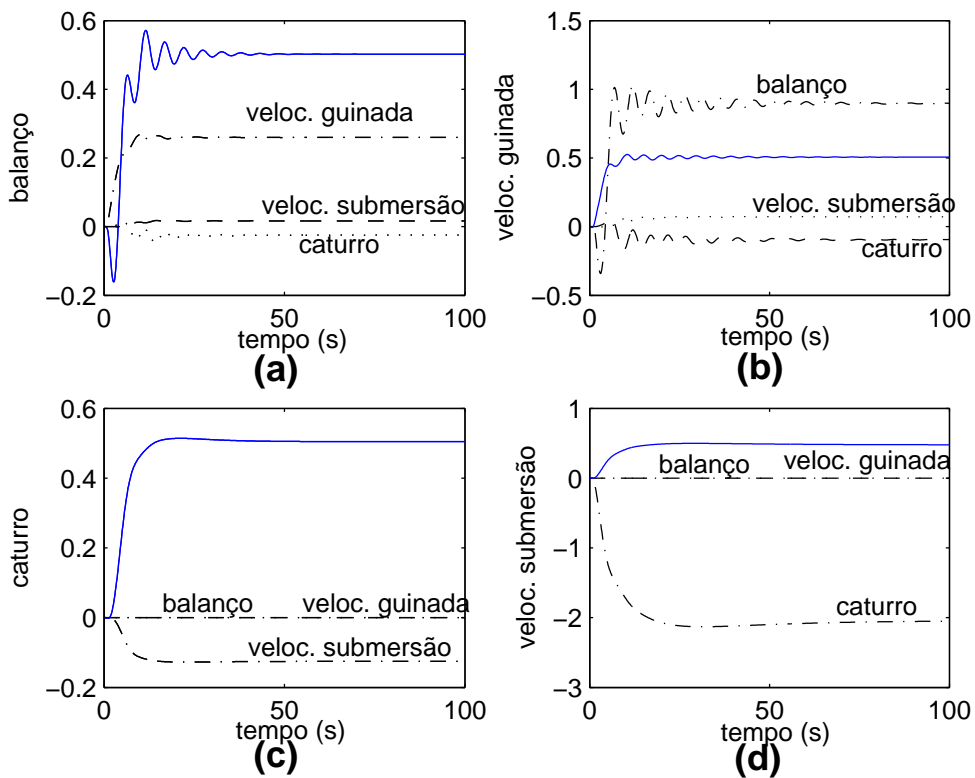 0.6
0.4
0.2
0
−0.2
balanço
veloc. guinada
veloc. submersão
caturro
0
50
100
tempo (s)
(a)
1.5
1
0.5
0
−0.5
veloc. guinada
balanço
veloc. submersão
caturro
0
50
100
tempo (s)
(b)
0.6
0.4
0.2
0
−0.2
caturro
balanço
veloc. guinada
veloc. submersão
0
50
100
tempo (s)
(c)
1
0
−1
−2
−3
veloc. submersão
balanço
veloc. guinada
caturro
0
50
100
tempo (s)
(d)